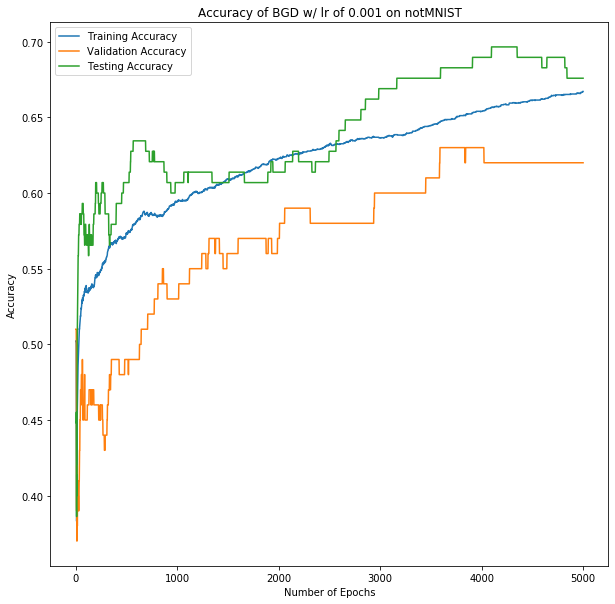 Accuracy of BGD w/ lr of 0.001 on notMNIST
Training Accuracy
Validation Accuracy
Testing Accuracy
Accuracy
0.70
0.65
0.60
0.55
0.50
0.45
0.40
0
1000
2000
3000
4000
5000
Number of Epochs